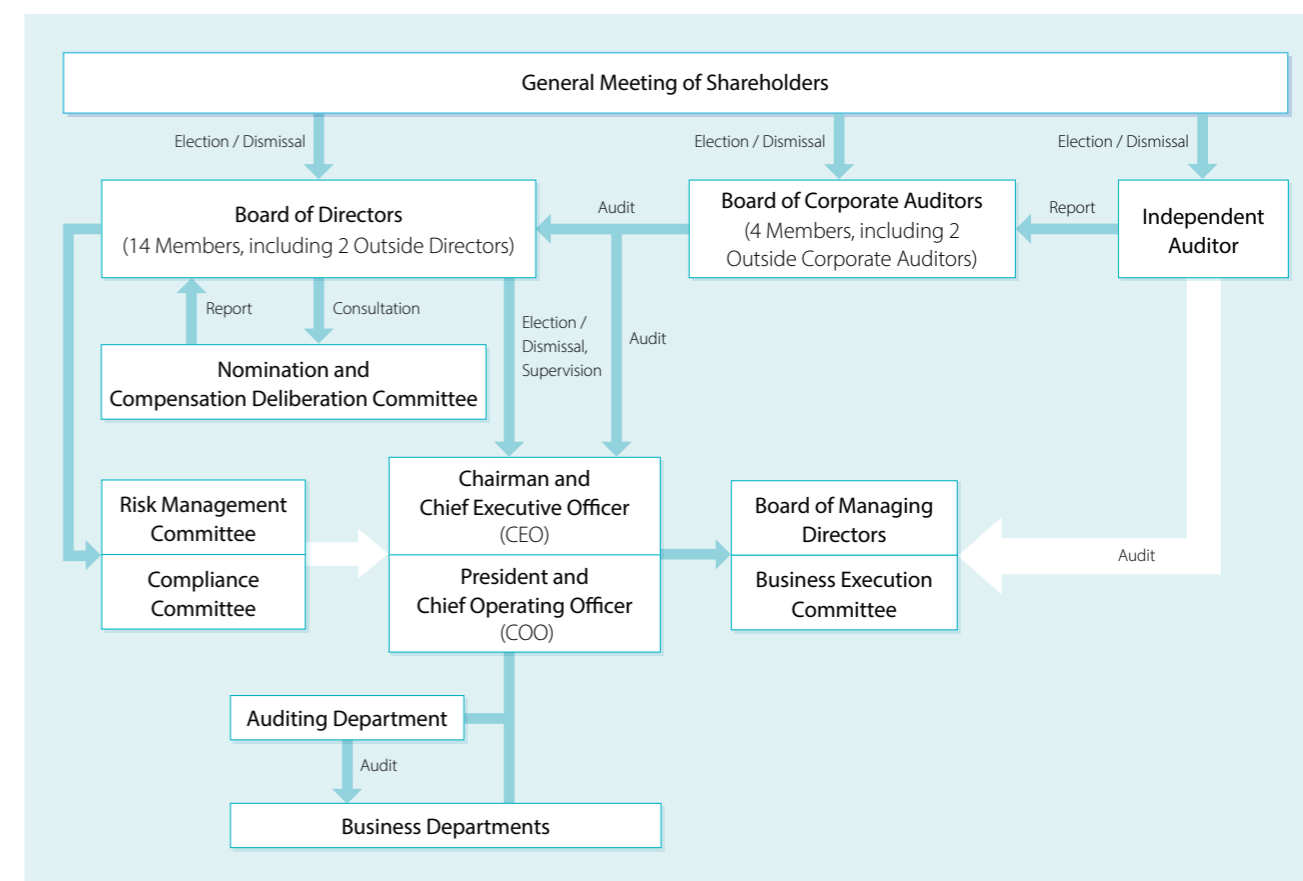 General Meeting of Shareholders
Election / Dismissal
Election / Dismissal
Election / Dismissal
Board of Directors
(14 Members, including 2 Outside Directors)
Audit
Board of Corporate Auditors
(4 Members, including 2
Outside Corporate Auditors)
Report
Independent
Auditor
Report
Consultation
Election /
Dismissal,
Supervision
Audit
Nomination and
Compensation Deliberation Committee
Risk Management
Committee
Compliance
Committee
Chairman and
Chief Executive Officer
(CEO)
President and
Chief Operating Officer
(COO)
Board of Managing
Directors
Business Execution
Committee
Audit
Auditing Department
Audit
Business Departments